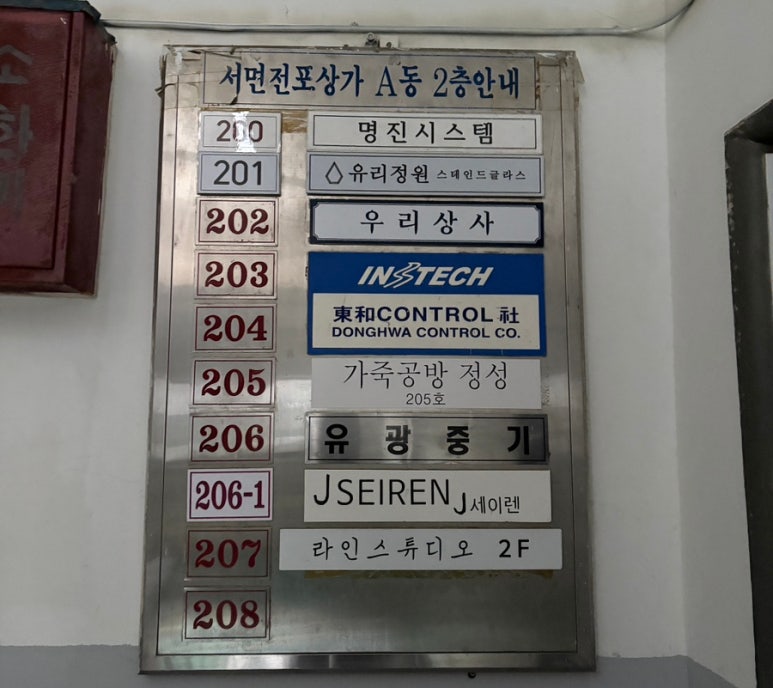 소화
서면전포상가 A동 2층안내
200 명진시스템
201 유리정원 스테인드글라스
202 우리상사
203 INSTECH
204 東和CONTROL 社
DONGHWA CONTROL CO.
205 가죽공방 정성
205호
206 유광중기
206-1 JSEIREN J세이렌
207 라인스튜디오 2F
208